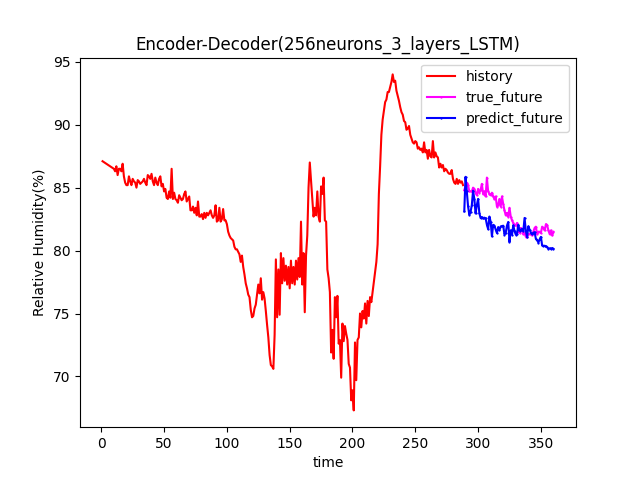 Encoder-Decoder(256neurons_3_layers_LSTM)
history
true_future
predict_future
Relative Humidity(%)
95
90
85
80
75
70
0 50 100 150 200 250 300 350
time